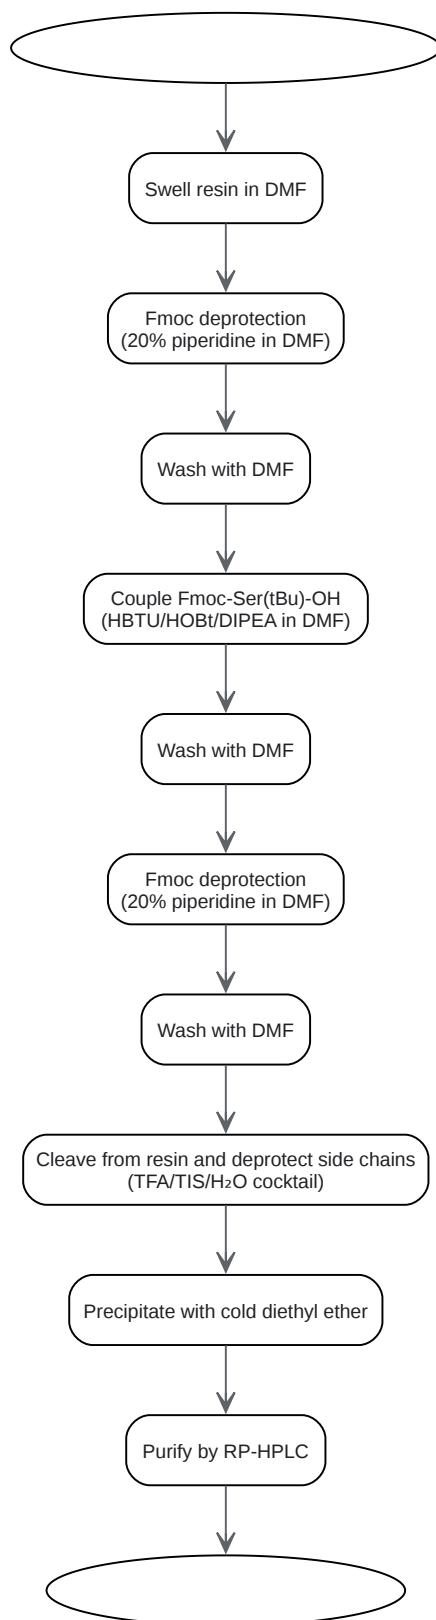 Swell resin in DMF
Fmoc deprotection
(20% piperidine in DMF)
Wash with DMF
Couple Fmoc-Ser(tBu)-OH
(HBTU/HOBt/DIPEA in DMF)
Wash with DMF
Fmoc deprotection
(20% piperidine in DMF)
Wash with DMF
Cleave from resin and deprotect side chains
(TFA/TIS/H₂O cocktail)
Precipitate with cold diethyl ether
Purify by RP-HPLC